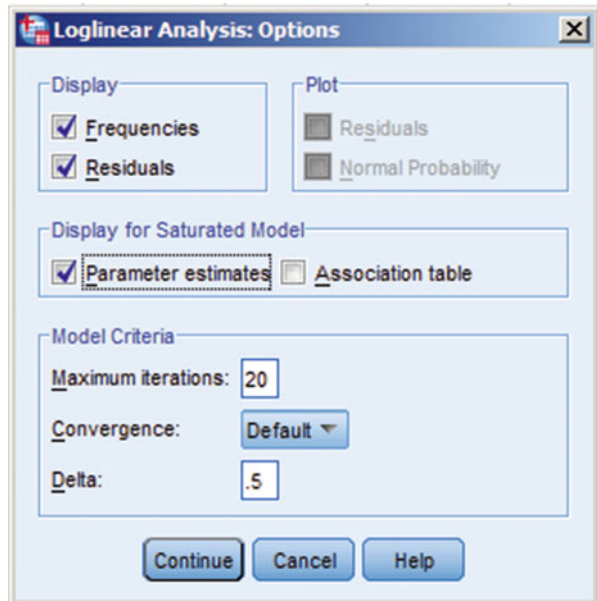 Loglinear Analysis: Options
Display
Frequencies
Residuals
Plot
Residuals
Normal Probability
Display for Saturated Model
Parameter estimates Association table
Model Criteria
Maximum iterations: 20
Convergence: Default
Delta: .5
Continue Cancel Help